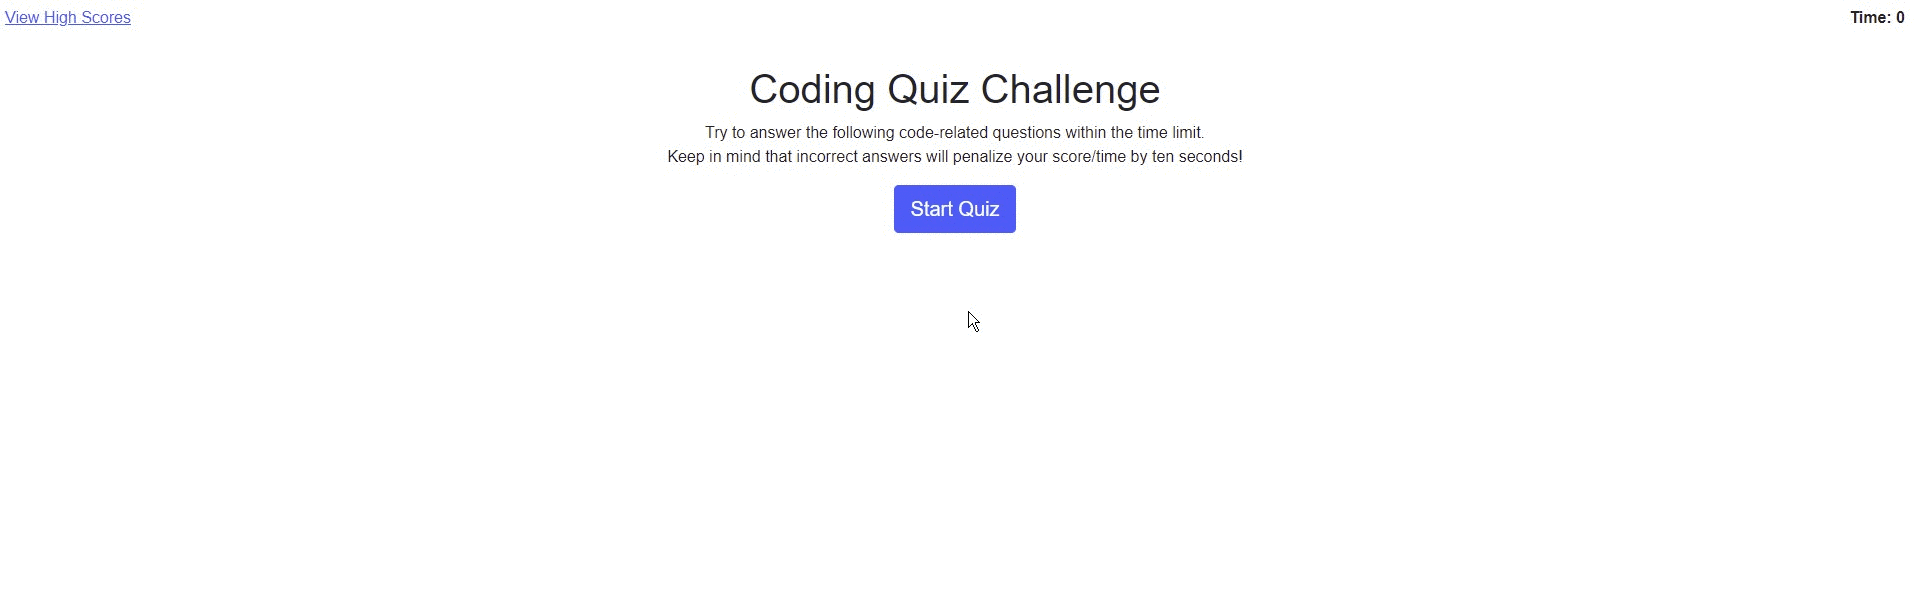 View High Scores
Time: 0
Coding Quiz Challenge
Try to answer the following code-related questions within the time limit.
Keep in mind that incorrect answers will penalize your score/time by ten seconds!
Start Quiz